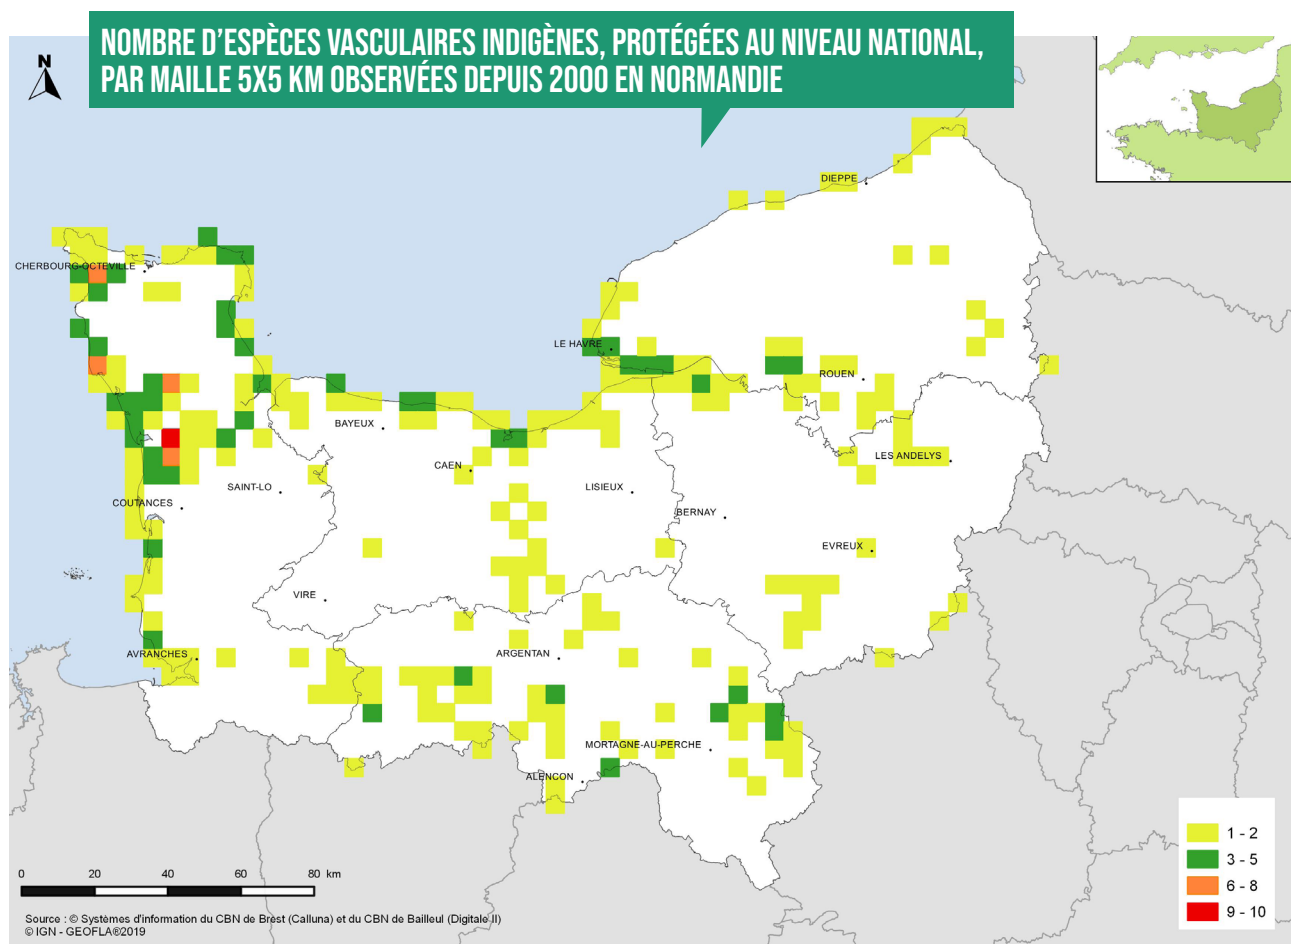 NOMBRE D'ESPÈCES VASCULAIRES INDIGÈNES, PROTÉGÉES AU NIVEAU NATIONAL,
PAR MAILLE 5X5 KM OBSERVÉES DEPUIS 2000 EN NORMANDIE
N
DIEPPE
CHERBOURG-OCTEVILLE
LE HAVRE
ROUEN
BAYEUX
LES ANDELYS
CAEN
SAINT-LO
LISIEUX
COUTANCES
BERNAY
EVREUX
VIRE
AVRANCHES
ARGENTAN
MORTAGNE-AU-PERCHE
ALENCON
1 - 2
3 - 5
6 - 8
9 - 10
0 20 40 60 80 km
Source : © Systèmes d'information du CBN de Brest (Calluna) et du CBN de Bailleul (Digitale II)
© IGN - GEOFLA®2019